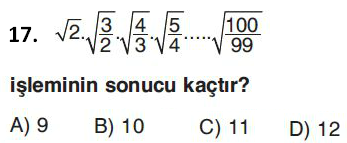 17. √2.√(3/2).√(4/3).√(5/4).....√(100/99)
işleminin sonucu kaçtır?
A) 9 B) 10 C) 11 D) 12